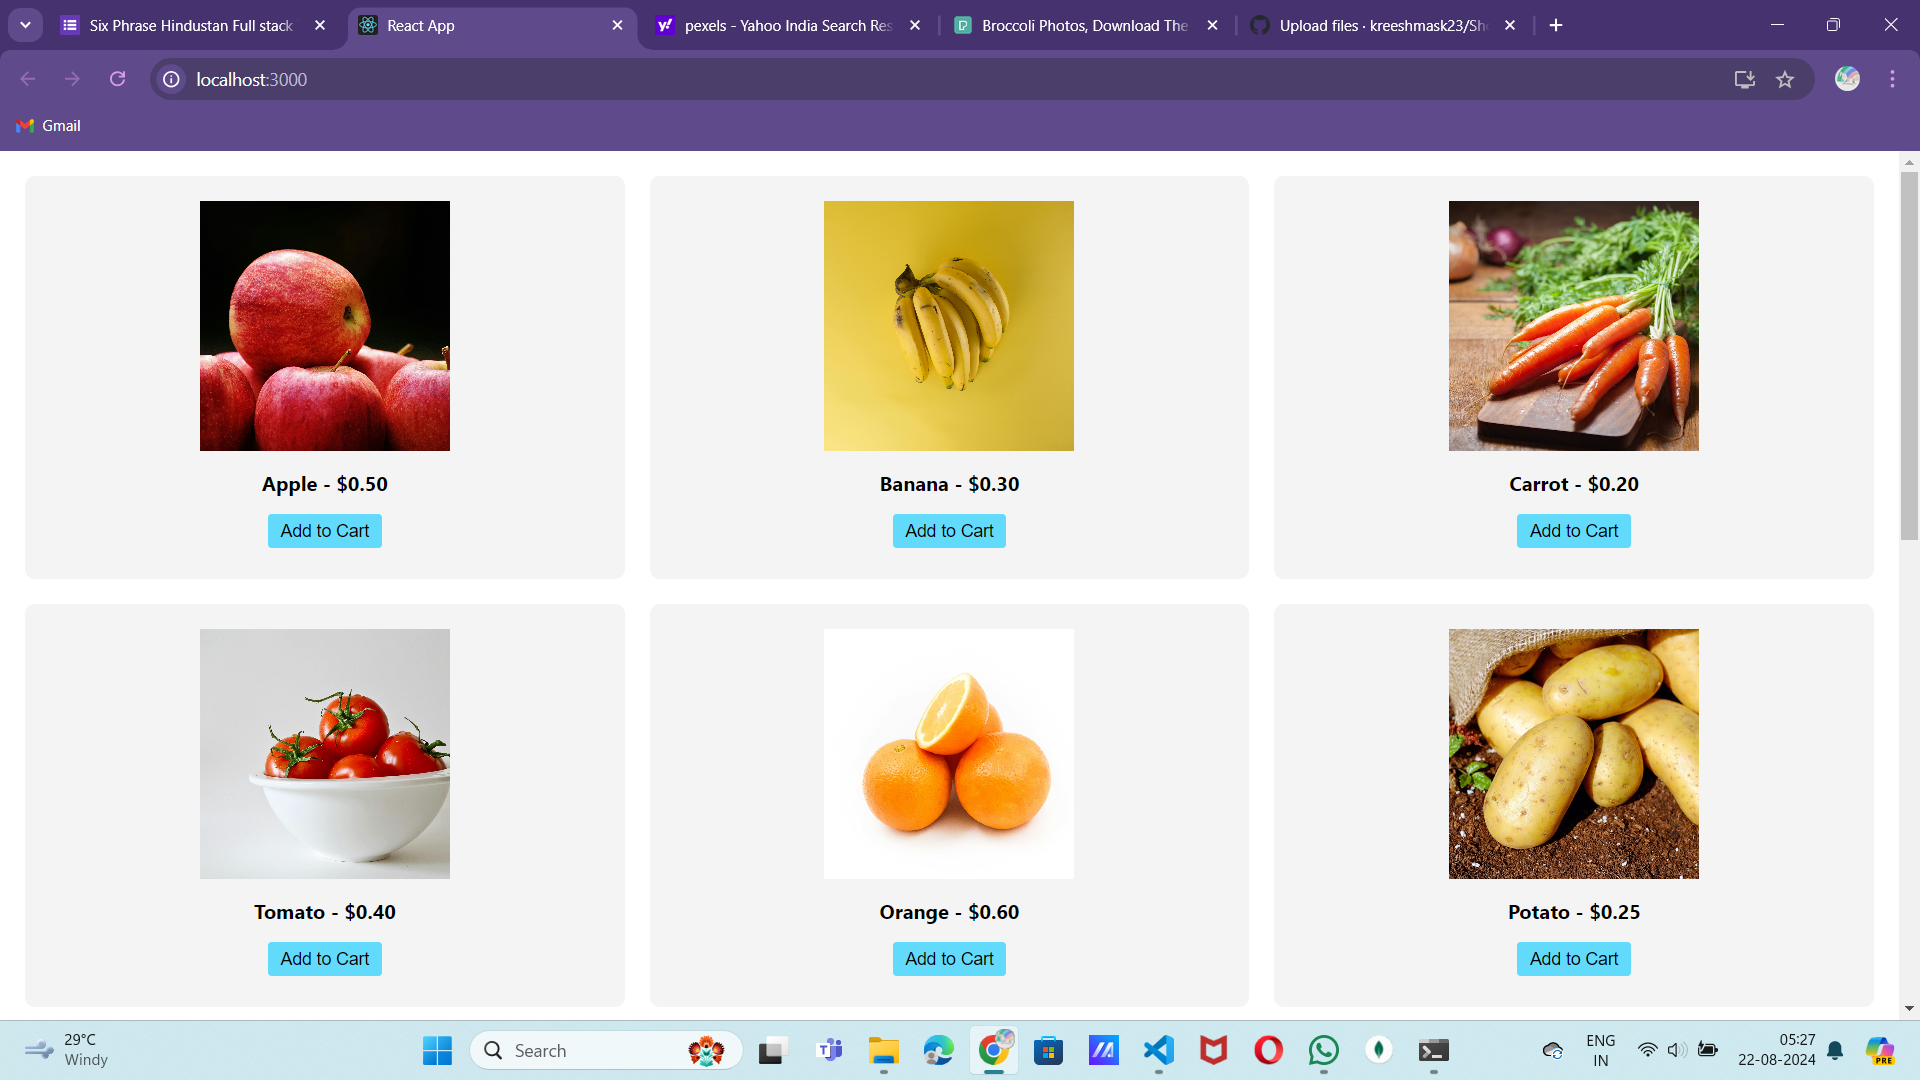 Six Phrase Hindustan Full stack
React App
pexels - Yahoo India Search Res
Broccoli Photos, Download The
Upload files · kreeshmask23/Sh
localhost:3000
Gmail
Apple - $0.50
Banana - $0.30
Carrot - $0.20
Add to Cart
Add to Cart
Add to Cart
Tomato - $0.40
Orange - $0.60
Potato - $0.25
Add to Cart
Add to Cart
Add to Cart
29°C
Windy
Search
ENG
IN
05:27
22-08-2024
PRE